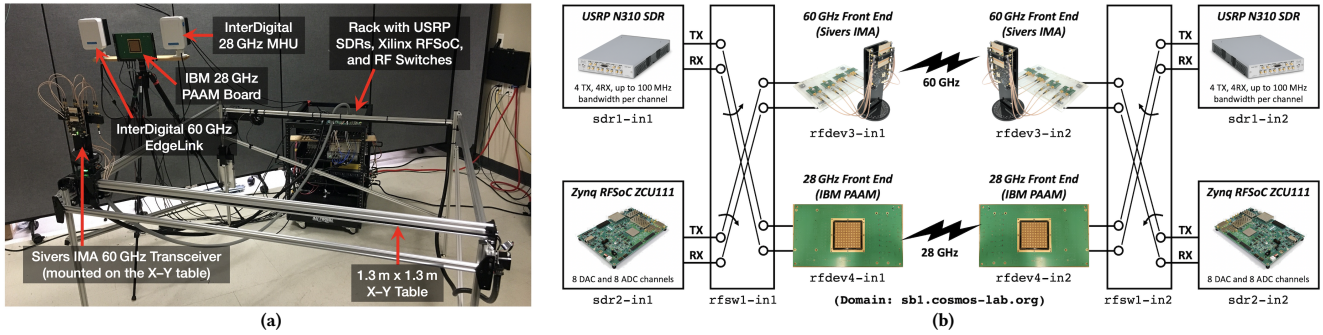 InterDigital
28 GHz MHU
Rack with USRP
SDRs, Xilinx RFSoC,
and RF Switches
IBM 28 GHz
PAAM Board
InterDigital 60 GHz
EdgeLink
Sivers IMA 60 GHz Transceiver
(mounted on the X–Y table)
1.3 m x 1.3 m
X–Y Table
(a)
USRP N310 SDR
TX
RX
4 TX, 4RX, up to 100 MHz
bandwidth per channel
sdr1-in1
Zynq RFSoC ZCU111
TX
RX
8 DAC and 8 ADC channels
sdr2-in1
rfsw1-in1
60 GHz Front End
(Sivers IMA)
rfdev3-in1
60 GHz
60 GHz Front End
(Sivers IMA)
rfdev3-in2
28 GHz Front End
(IBM PAAM)
rfdev4-in1
28 GHz
28 GHz Front End
(IBM PAAM)
rfdev4-in2
(Domain: sb1.cosmos-lab.org)
USRP N310 SDR
TX
RX
4 TX, 4RX, up to 100 MHz
bandwidth per channel
sdr1-in2
Zynq RFSoC ZCU111
TX
RX
8 DAC and 8 ADC channels
sdr2-in2
rfsw1-in2
(b)